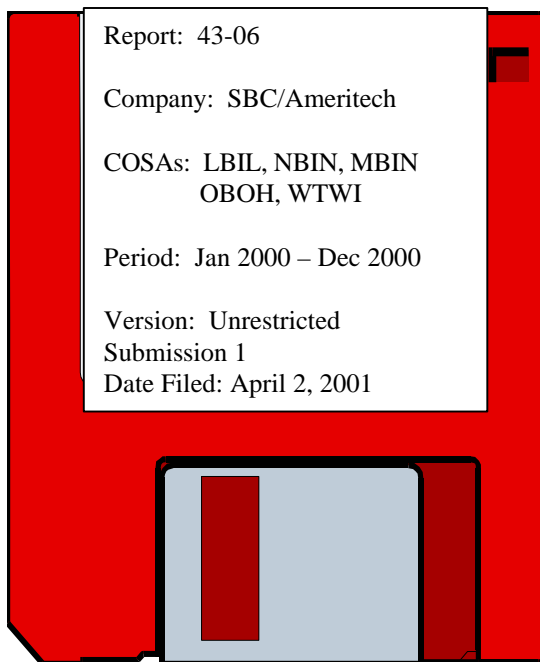 Report: 43-06
Company: SBC/Ameritech
COSAs: LBIL, NBIN, MBIN
OBOH, WTWI
Period: Jan 2000 – Dec 2000
Version: Unrestricted
Submission 1
Date Filed: April 2, 2001